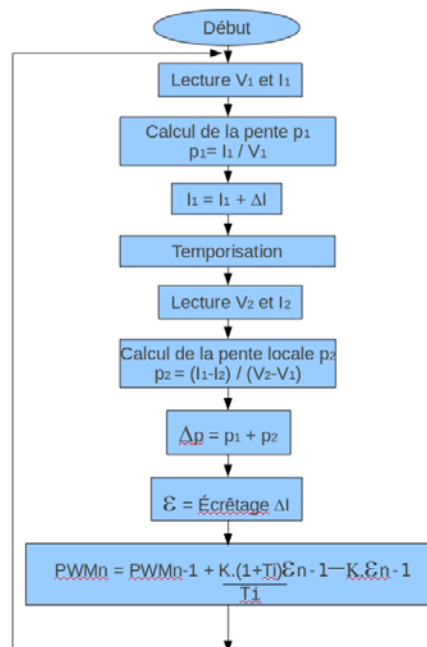 Début
Lecture V1 et I1
Calcul de la pente p1
p1= I1 / V1
I1 = I1 + ΔI
Temporisation
Lecture V2 et I2
Calcul de la pente locale p2
p2 = (I1-I2) / (V2-V1)
Δp = p1 + p2
ε = Écrêtage ΔI
PWMn = PWMn-1 + K.(1+Ti)εn-1—K.εn-1
Ti